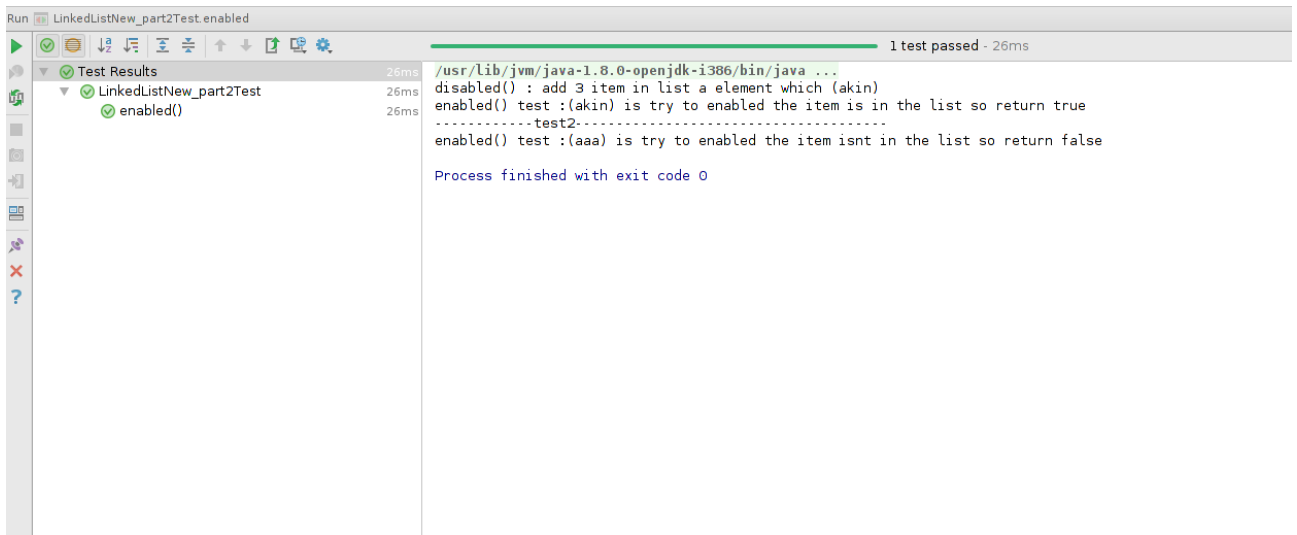 Run LinkedListNew_part2Test.enabled
1 test passed - 26ms
Test Results 26ms
LinkedListNew_part2Test 26ms
enabled() 26ms
/usr/lib/jvm/java-1.8.0-openjdk-i386/bin/java ...
disabled() : add 3 item in list a element which (akin)
enabled() test :(akin) is try to enabled the item is in the list so return true
------------test2-------------------------------------
enabled() test :(aaa) is try to enabled the item isnt in the list so return false
Process finished with exit code 0